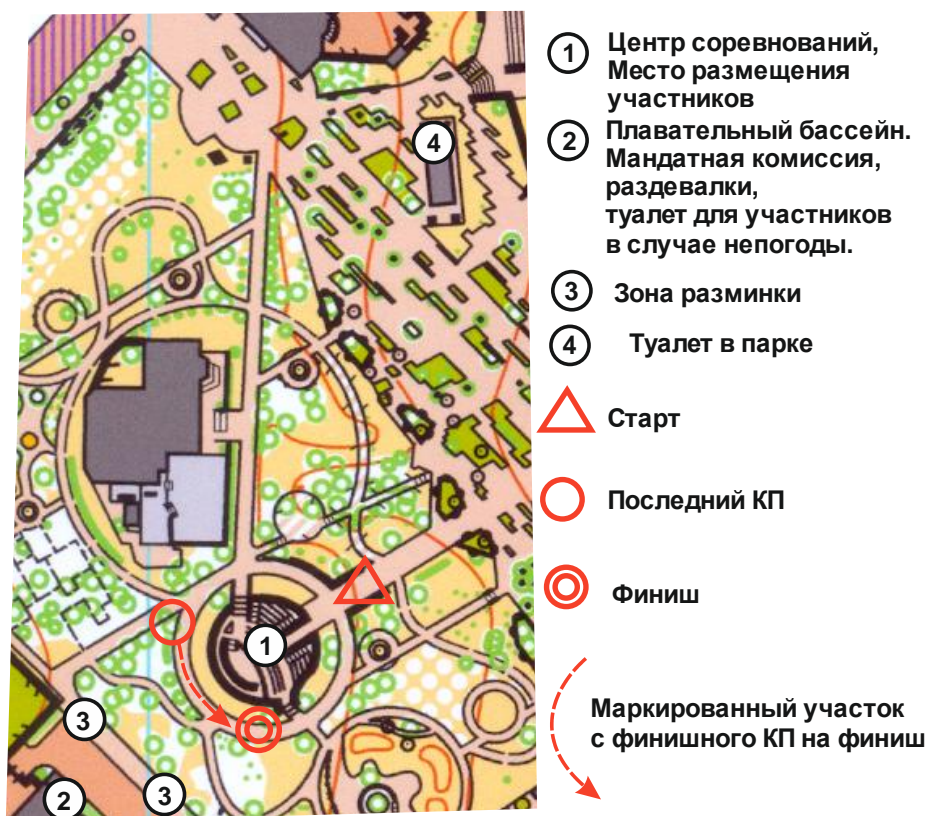 1
Центр соревнований,
Место размещения
участников
2
Плавательный бассейн.
Мандатная комиссия,
раздевалки,
туалет для участников
в случае непогоды.
3
Зона разминки
4
Туалет в парке
Старт
Последний КП
Финиш
Маркированный участок
с финишного КП на финиш
4
1
3
2
3